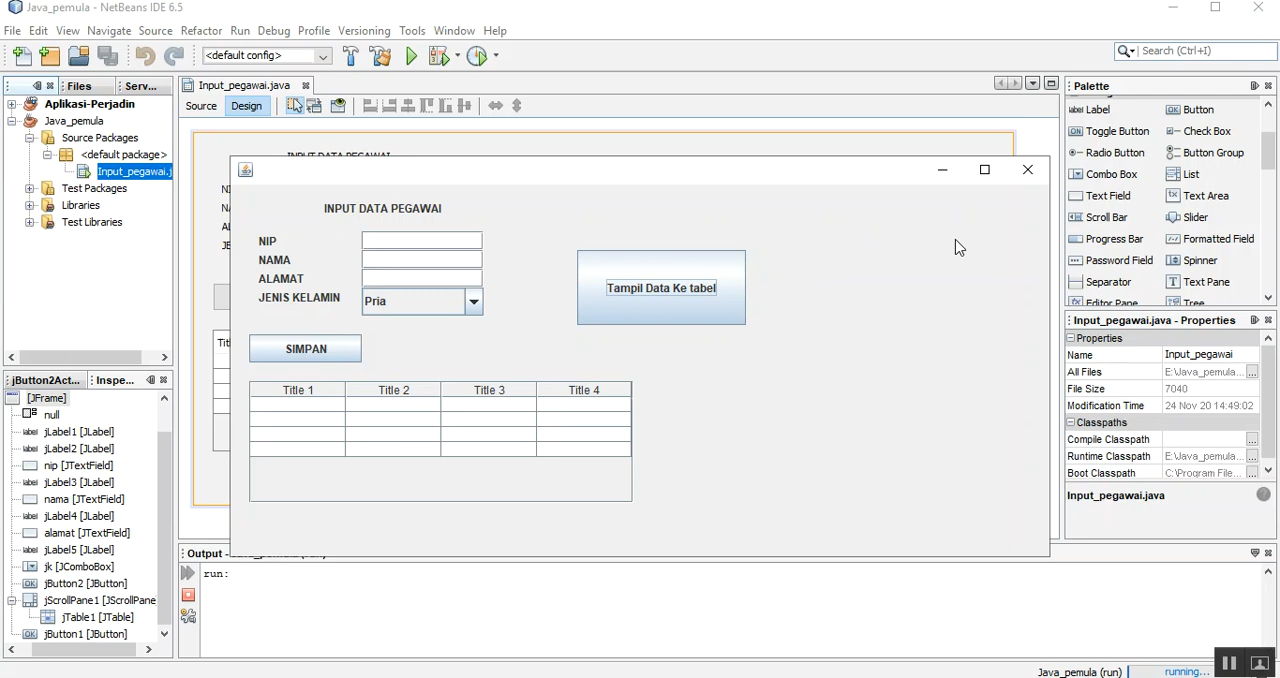 Java_pemula - NetBeans IDE 6.5
File Edit View Navigate Source Refactor Run Debug Profile Versioning Tools Window Help
<default config>
Search (Ctrl+I)
Files
Serv...
Aplikasi-Perjadin
Java_pemula
Source Packages
<default package>
Input_pegawai.j
Test Packages
Libraries
Test Libraries
jButton2Act...
Inspe...
[JFrame]
null
jLabel1 [JLabel]
jLabel2 [JLabel]
nip [JTextField]
jLabel3 [JLabel]
nama [JTextField]
jLabel4 [JLabel]
alamat [JTextField]
jLabel5 [JLabel]
jk [JComboBox]
jButton2 [JButton]
jScrollPane1 [JScrollPane
jTable1 [JTable]
jButton1 [JButton]
Input_pegawai.java
Source Design
INPUT DATA PEGAWAI
INPUT DATA PEGAWAI
NIP
NAMA
ALAMAT
JENIS KELAMIN
Pria
Tampil Data Ke tabel
SIMPAN
Title 1 Title 2 Title 3 Title 4
Output -
run:
Palette
Label Button
Toggle Button Check Box
Radio Button Button Group
Combo Box List
Text Field Text Area
Scroll Bar Slider
Progress Bar Formatted Field
Password Field Spinner
Separator Text Pane
Editor Pane Tree
Input_pegawai.java - Properties
Properties
Name Input_pegawai
All Files E:\Java_pemula...
File Size 7040
Modification Time 24 Nov 20 14:49:02
Classpaths
Compile Classpath
Runtime Classpath E:\Java_pemula...
Boot Classpath C:\Program File...
Input_pegawai.java
Java_pemula (run)
running...